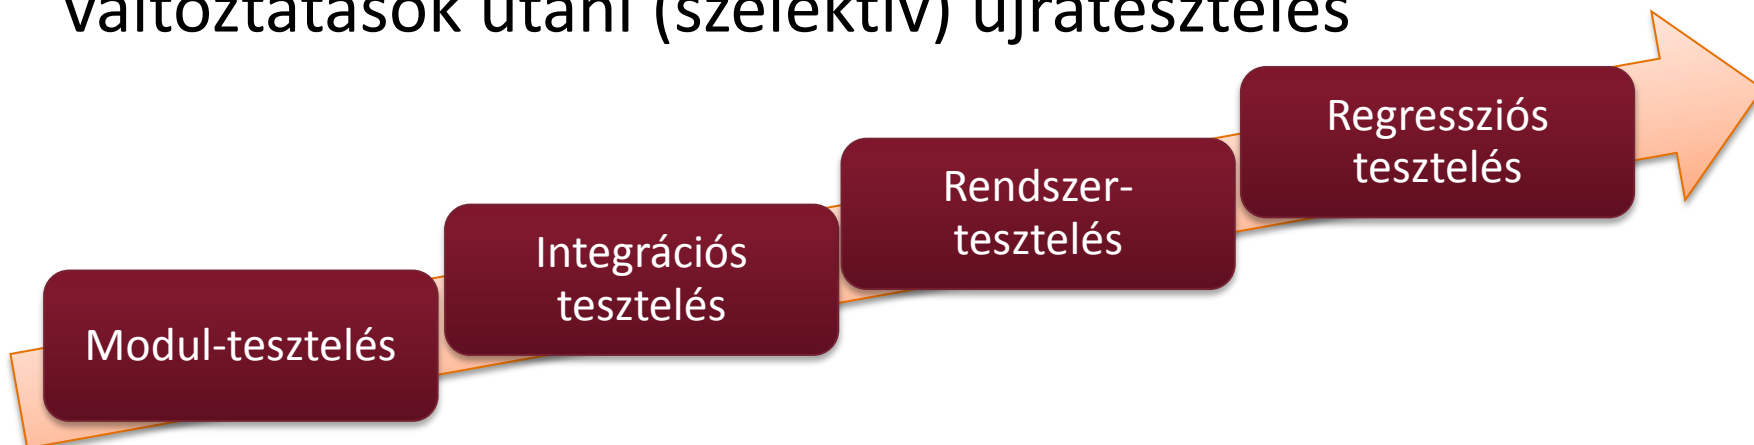 Változtatások utáni (szelektív) újratesztelés
Modul-tesztelés
Integrációs
tesztelés
Rendszer-
tesztelés
Regressziós
tesztelés